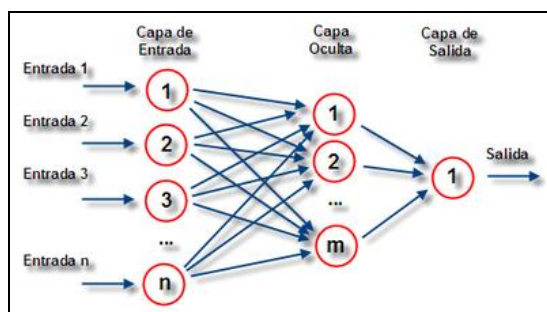 Capa de
Entrada
Capa
Oculta
Capa de
Salida
Entrada 1
Entrada 2
Entrada 3
Entrada n
1
2
3
...
n
1
2
...
m
1
Salida